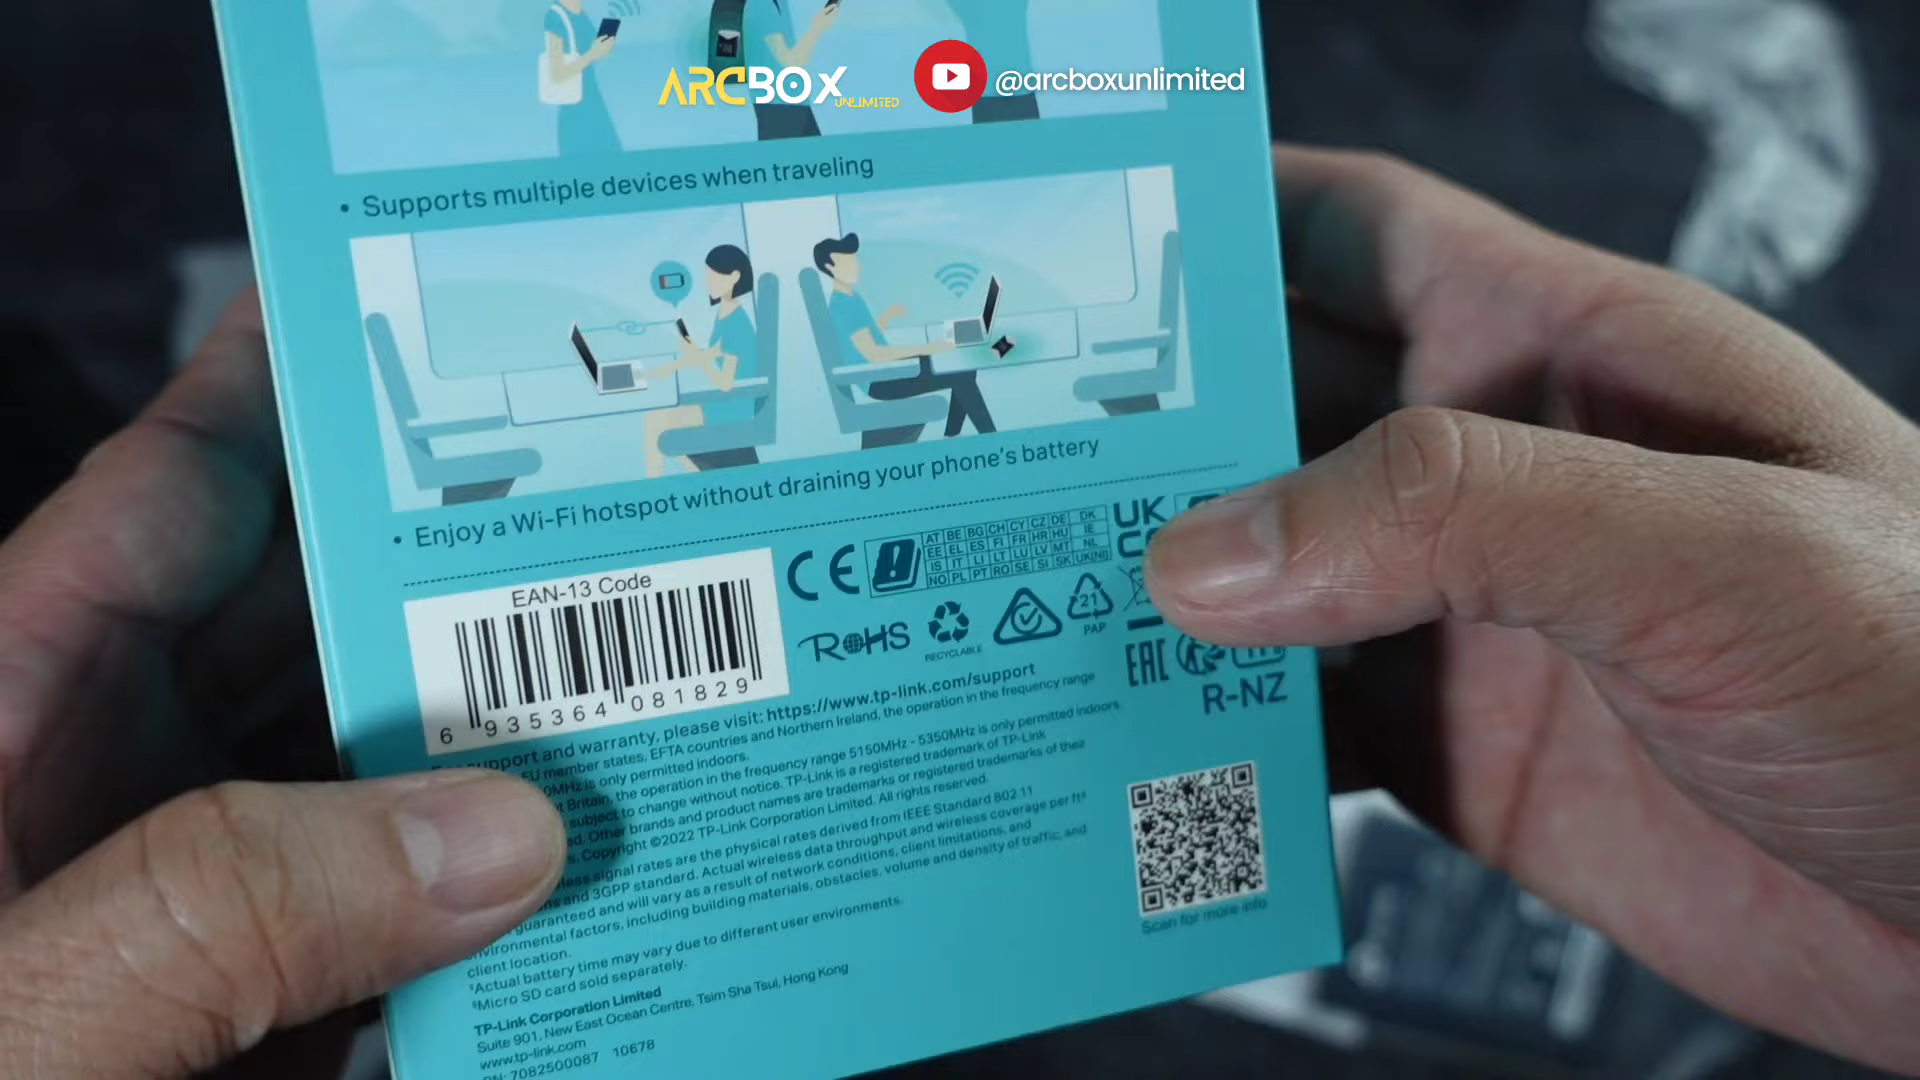 ARCBOX
UNLIMITED
@arcboxunlimited
• Supports multiple devices when traveling
• Enjoy a Wi-Fi hotspot without draining your phone's battery
EAN-13 Code
6 935364 081829
CE
AT BE BG CH CY CZ DE DK
EE EL ES FI FR HR HU IE
IS IT LI LT LU LV MT NL
NO PL PT RO SE SI SK UK(NI)
UK
RoHS
RECYCLABLE
21
PAP
EAC
R-NZ
support and warranty, please visit: https://www.tp-link.com/support
EU member states, EFTA countries and Northern Ireland, the operation in the frequency range
0MHz is only permitted indoors.
Britain, the operation in the frequency range 5150MHz - 5350MHz is only permitted indoors.
subject to change without notice. TP-Link is a registered trademark of TP-Link
Other brands and product names are trademarks or registered trademarks of their
Copyright ©2022 TP-Link Corporation Limited. All rights reserved.
signal rates are the physical rates derived from IEEE Standard 802.11
and 3GPP standard. Actual wireless data throughput and wireless coverage per ft²
guaranteed and will vary as a result of network conditions, client limitations, and
environmental factors, including building materials, obstacles, volume and density of traffic, and
client location.
Actual battery time may vary due to different user environments.
Micro SD card sold separately.
TP-Link Corporation Limited
Suite 901, New East Ocean Centre, Tsim Sha Tsui, Hong Kong
www.tp-link.com
PN: 7082500087 10678
Scan for more info